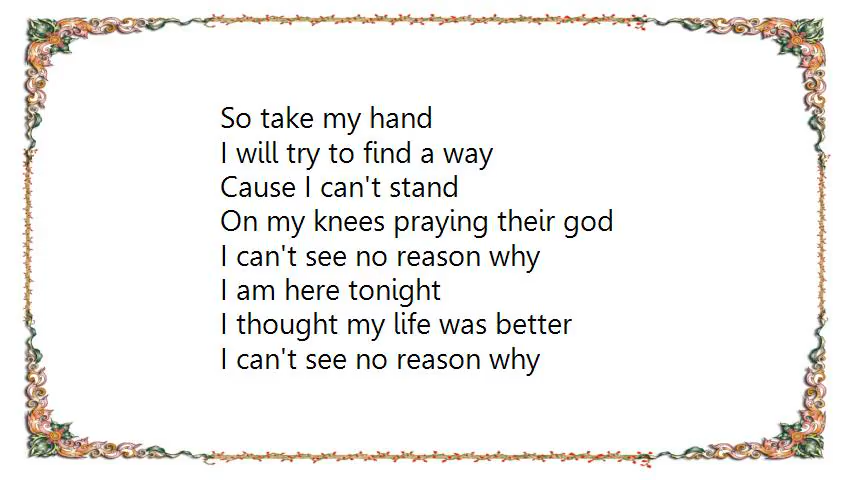 So take my hand
I will try to find a way
Cause I can't stand
On my knees praying their god
I can't see no reason why
I am here tonight
I thought my life was better
I can't see no reason why